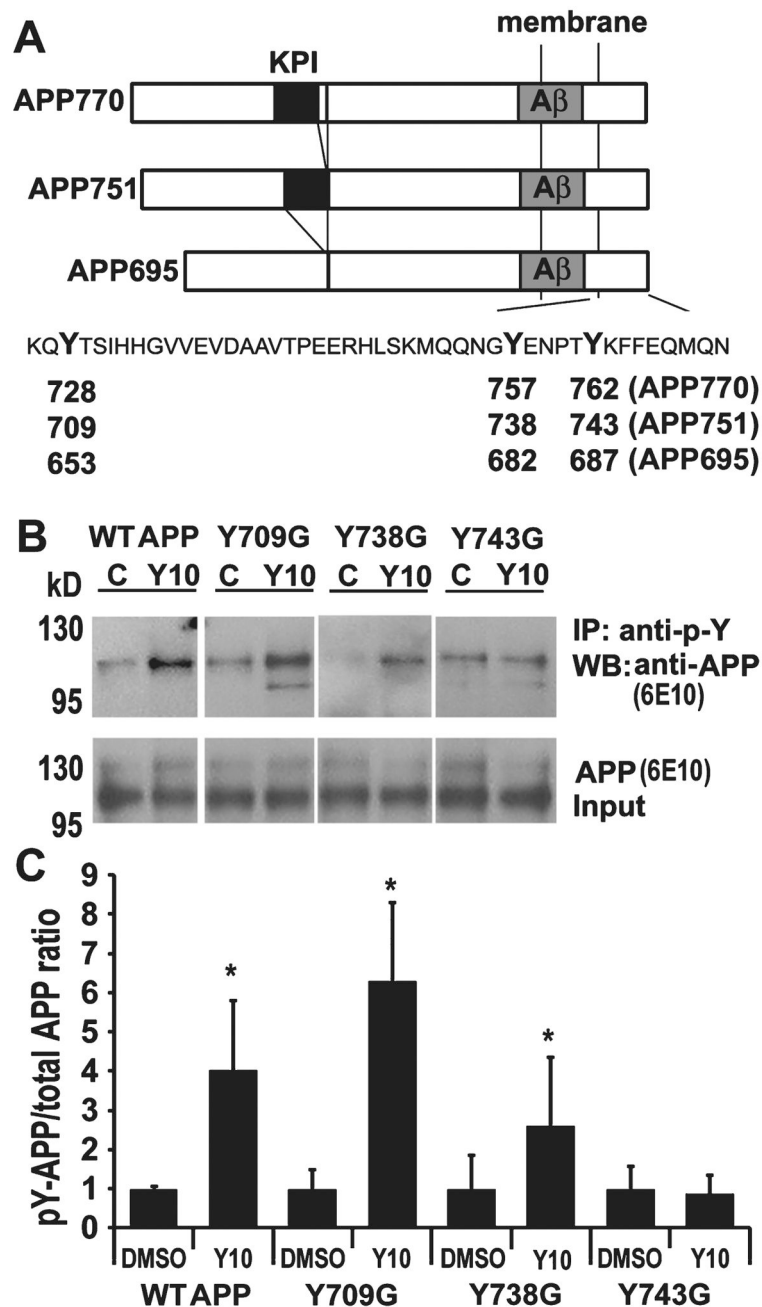 A
membrane
KPI
APP770
Aβ
APP751
Aβ
APP695
Aβ
KQYTSIHHGVVEVDAAVTPEERHLSKMQQNGYENPTYKFFEQMQN
728 757 762 (APP770)
709 738 743 (APP751)
653 682 687 (APP695)
B
WT APP Y709G Y738G Y743G
kD C Y10 C Y10 C Y10 C Y10
130
95
IP: anti-p-Y
WB: anti-APP
(6E10)
130
95
APP (6E10)
Input
C
pY-APP/total APP ratio
9
8
7
6
5
4
3
2
1
0
* * *
DMSO Y10 DMSO Y10 DMSO Y10 DMSO Y10
WT APP Y709G Y738G Y743G